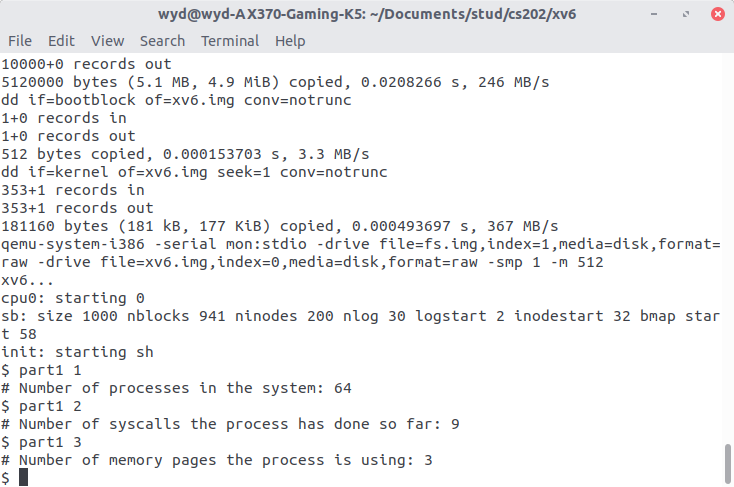 wyd@wyd-AX370-Gaming-K5: ~/Documents/stud/cs202/xv6
File Edit View Search Terminal Help
10000+0 records out
5120000 bytes (5.1 MB, 4.9 MiB) copied, 0.0208266 s, 246 MB/s
dd if=bootblock of=xv6.img conv=notrunc
1+0 records in
1+0 records out
512 bytes copied, 0.000153703 s, 3.3 MB/s
dd if=kernel of=xv6.img seek=1 conv=notrunc
353+1 records in
353+1 records out
181160 bytes (181 kB, 177 KiB) copied, 0.000493697 s, 367 MB/s
qemu-system-i386 -serial mon:stdio -drive file=fs.img,index=1,media=disk,format=
raw -drive file=xv6.img,index=0,media=disk,format=raw -smp 1 -m 512
xv6...
cpu0: starting 0
sb: size 1000 nblocks 941 ninodes 200 nlog 30 logstart 2 inodestart 32 bmap star
t 58
init: starting sh
$ part1 1
# Number of processes in the system: 64
$ part1 2
# Number of syscalls the process has done so far: 9
$ part1 3
# Number of memory pages the process is using: 3
$